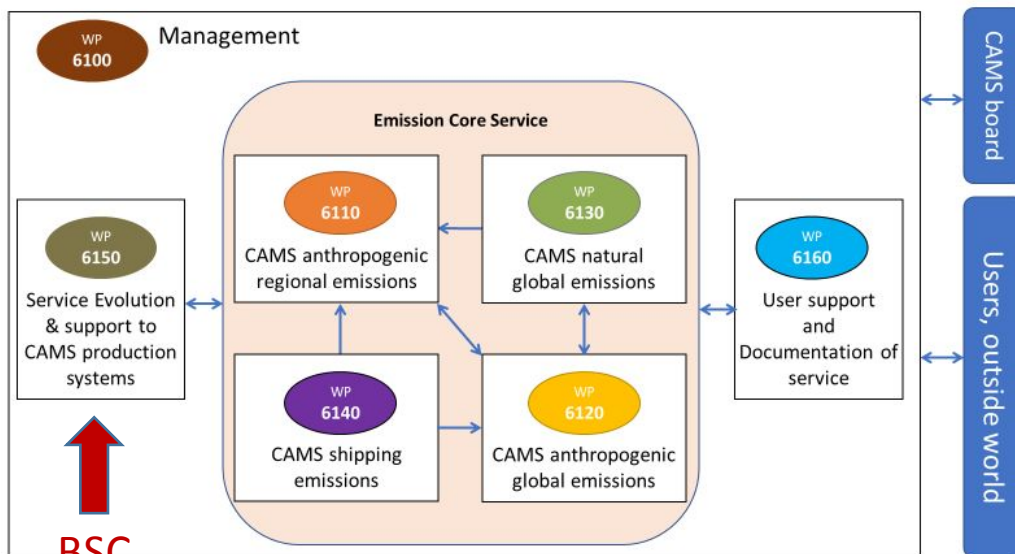 WP
6100
Management
Emission Core Service
WP
6110
CAMS anthropogenic
regional emissions
WP
6130
CAMS natural
global emissions
WP
6150
Service Evolution
& support to
CAMS production
systems
WP
6160
User support
and
Documentation of
service
WP
6140
CAMS shipping
emissions
WP
6120
CAMS anthropogenic
global emissions
BSC
CAMS board
Users, outside world